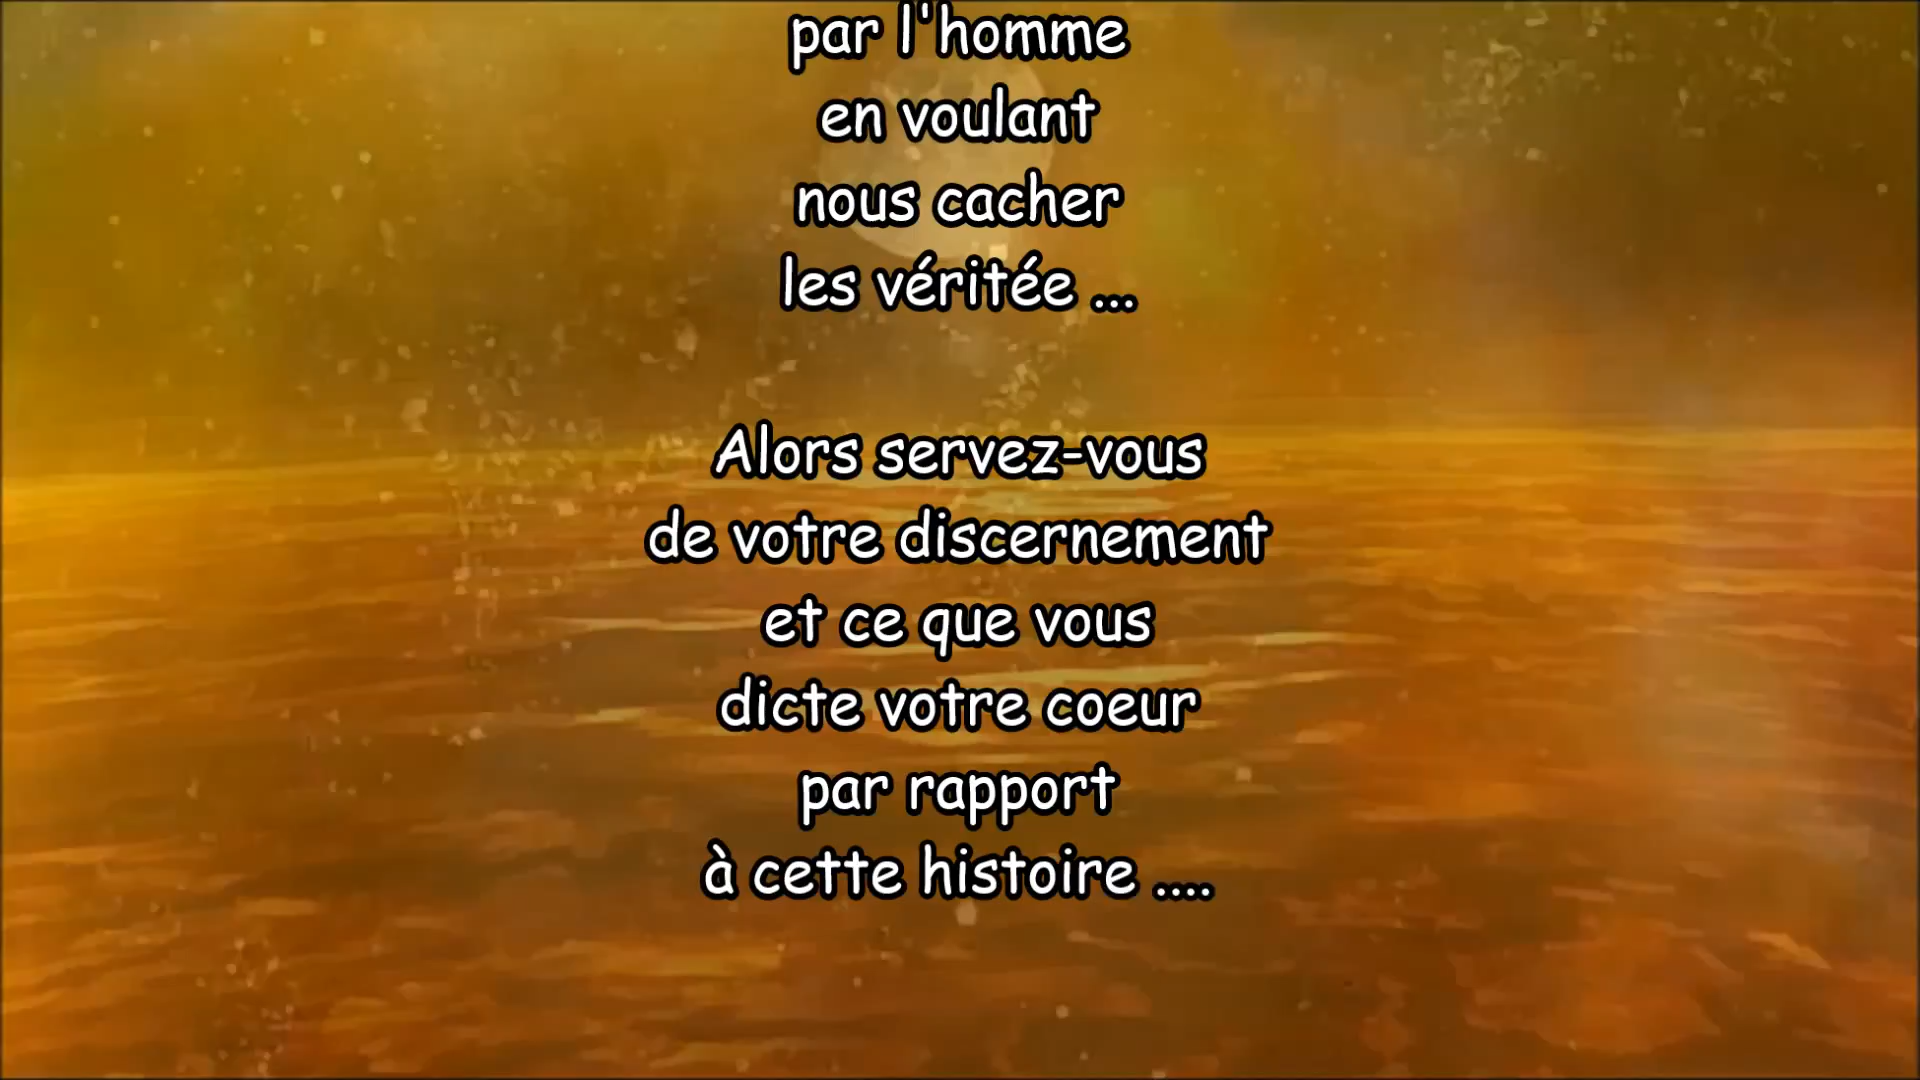 par l'homme
en voulant
nous cacher
les véritée ...
Alors servez-vous
de votre discernement
et ce que vous
dicte votre coeur
par rapport
à cette histoire ....